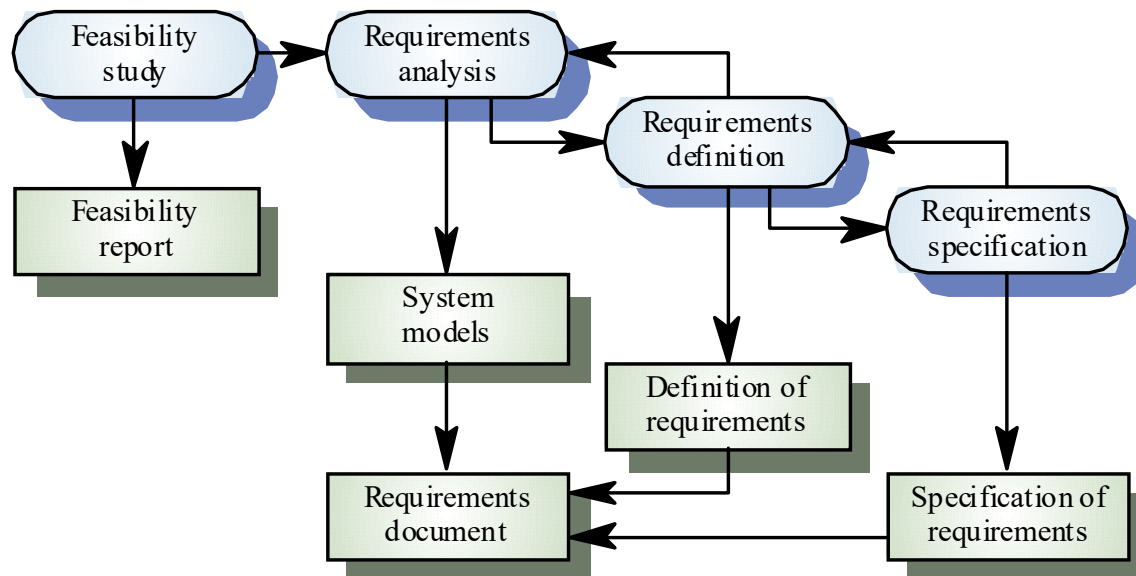 Feasibility
study
Requirements
analysis
Requirements
definition
Feasibility
report
Requirements
specification
System
models
Definition of
requirements
Requirements
document
Specification of
requirements